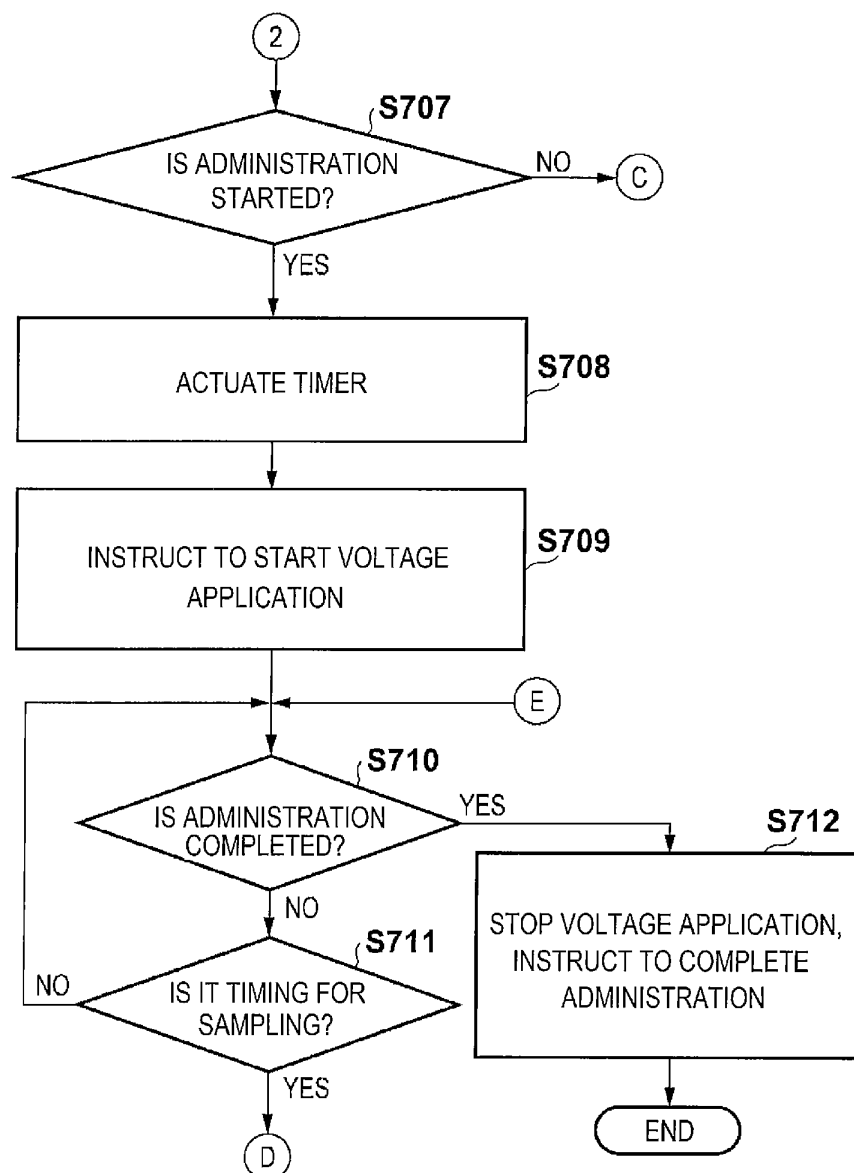 2
S707
IS ADMINISTRATION
STARTED?
NO
C
YES
S708
ACTUATE TIMER
S709
INSTRUCT TO START VOLTAGE
APPLICATION
E
S710
IS ADMINISTRATION
COMPLETED?
YES
NO
S712
STOP VOLTAGE APPLICATION,
INSTRUCT TO COMPLETE
ADMINISTRATION
S711
IS IT TIMING FOR
SAMPLING?
NO
YES
END
D